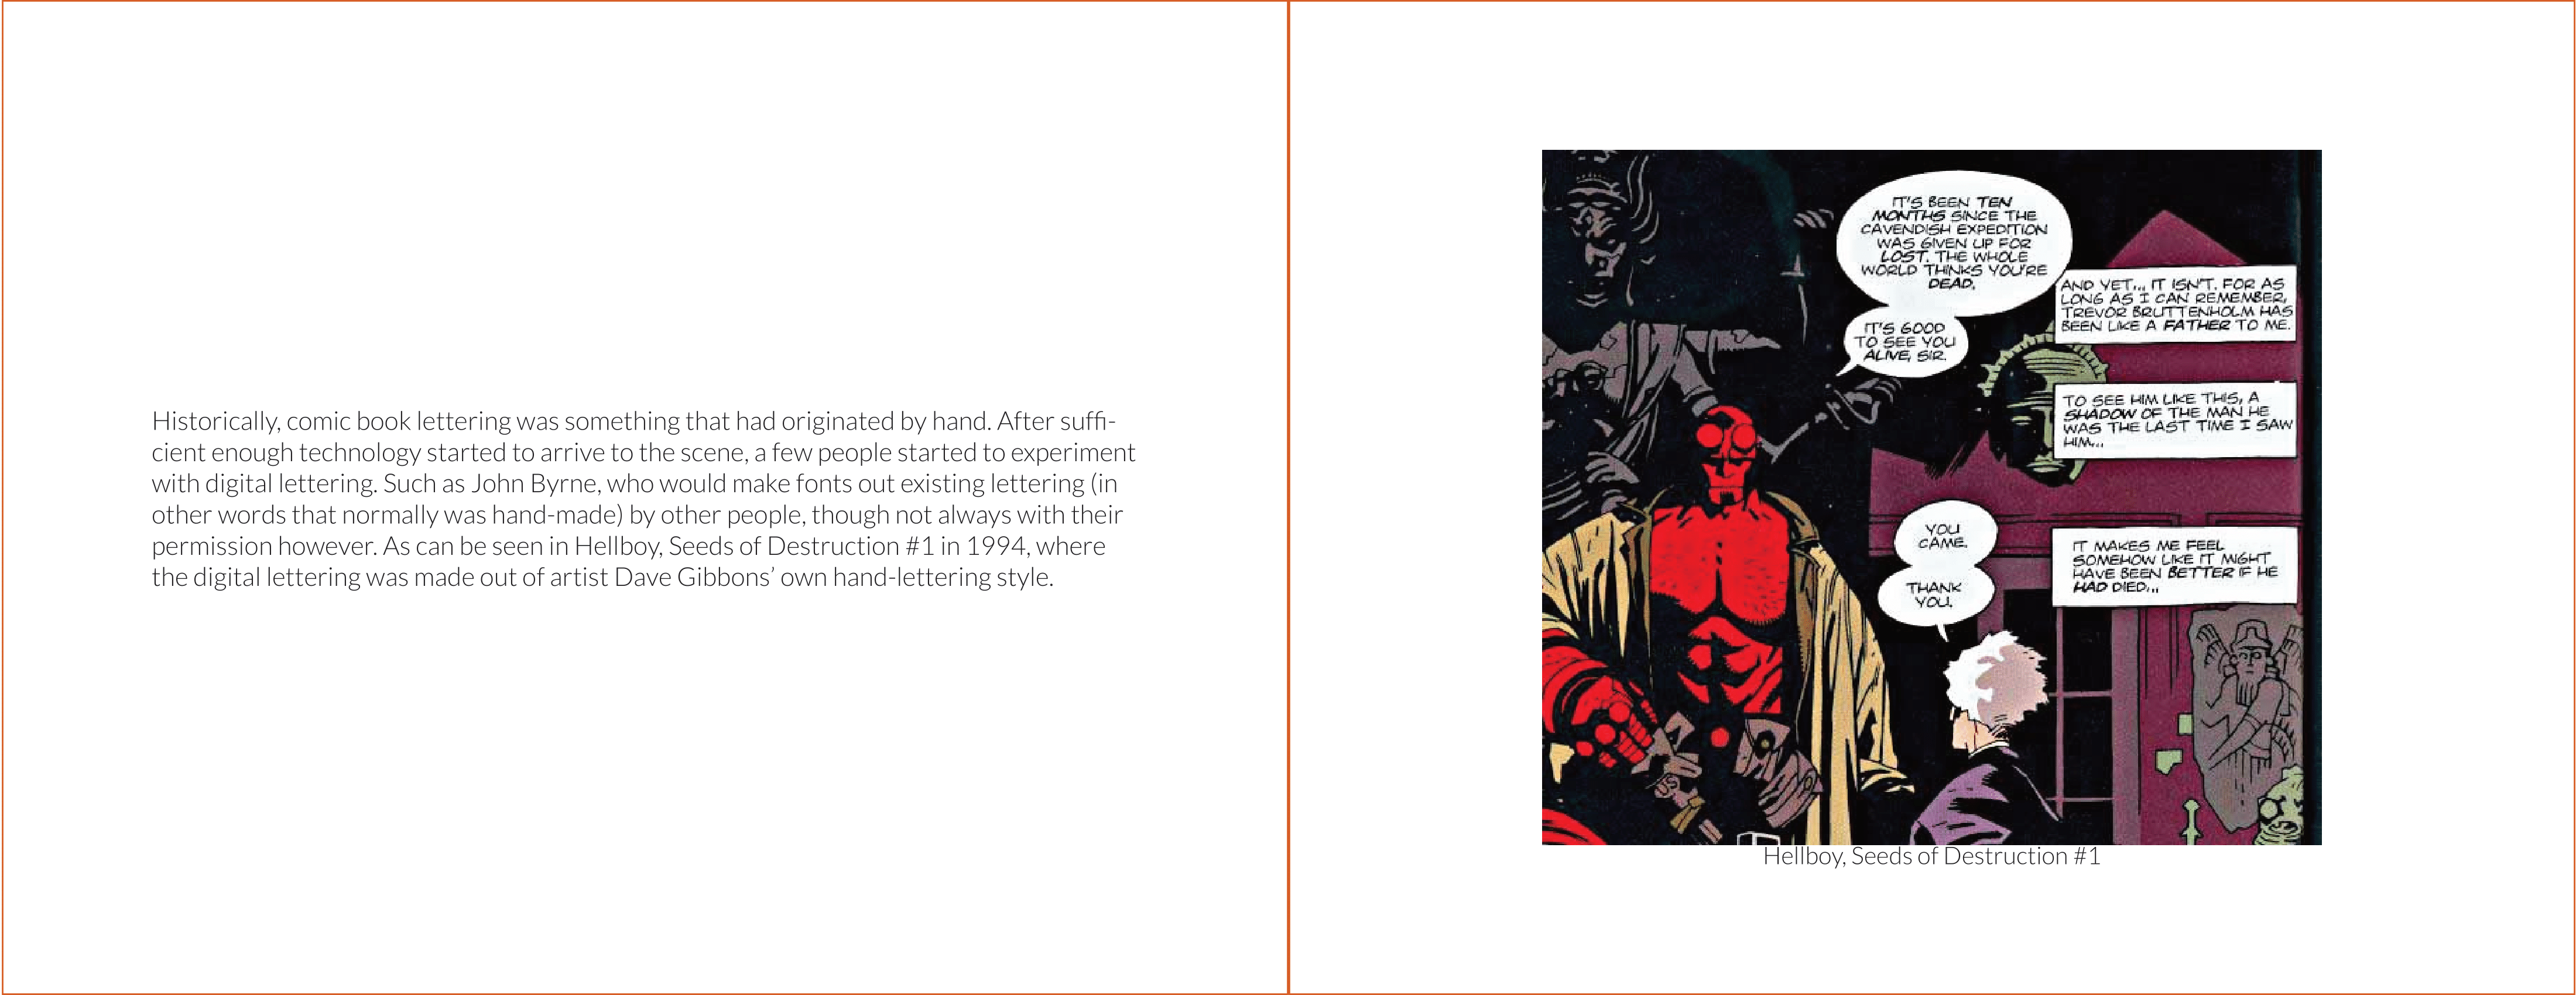 Historically, comic book lettering was something that had originated by hand. After suffi-
cient enough technology started to arrive to the scene, a few people started to experiment
with digital lettering. Such as John Byrne, who would make fonts out existing lettering (in
other words that normally was hand-made) by other people, though not always with their
permission however. As can be seen in Hellboy, Seeds of Destruction #1 in 1994, where
the digital lettering was made out of artist Dave Gibbons’ own hand-lettering style.
IT'S BEEN TEN
MONTHS SINCE THE
CAVENDISH EXPEDITION
WAS GIVEN UP FOR
LOST. THE WHOLE
WORLD THINKS YOU'RE
DEAD.
IT'S GOOD
TO SEE YOU
ALIVE, SIR.
AND YET... IT ISN'T. FOR AS
LONG AS I CAN REMEMBER,
TREVOR BRUTTENHOLM HAS
BEEN LIKE A FATHER TO ME.
TO SEE HIM LIKE THIS, A
SHADOW OF THE MAN HE
WAS THE LAST TIME I SAW
HIM...
YOU
CAME.
THANK
YOU.
IT MAKES ME FEEL
SOMEHOW LIKE IT MIGHT
HAVE BEEN BETTER IF HE
HAD DIED...
US
Hellboy, Seeds of Destruction #1